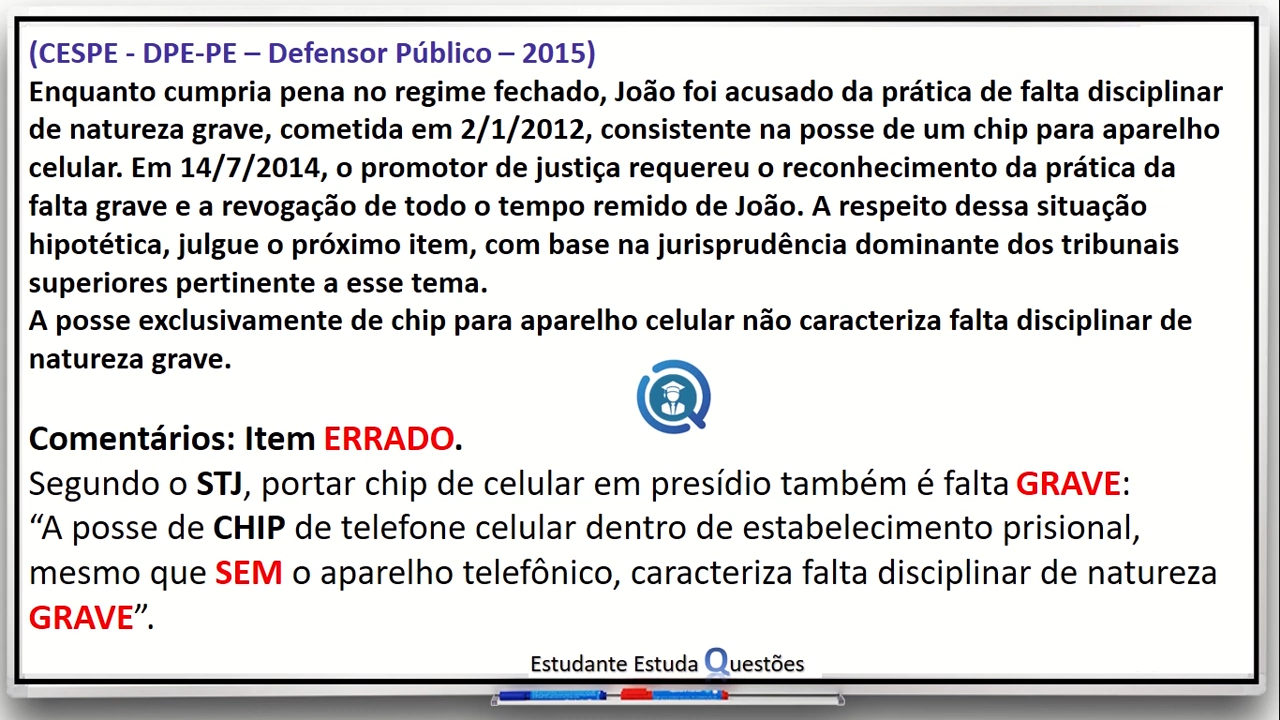 (CESPE - DPE-PE – Defensor Público – 2015)
Enquanto cumpria pena no regime fechado, João foi acusado da prática de falta disciplinar
de natureza grave, cometida em 2/1/2012, consistente na posse de um chip para aparelho
celular. Em 14/7/2014, o promotor de justiça requereu o reconhecimento da prática da
falta grave e a revogação de todo o tempo remido de João. A respeito dessa situação
hipotética, julgue o próximo item, com base na jurisprudência dominante dos tribunais
superiores pertinente a esse tema.
A posse exclusivamente de chip para aparelho celular não caracteriza falta disciplinar de
natureza grave.
Comentários: Item ERRADO.
Segundo o STJ, portar chip de celular em presídio também é falta GRAVE:
“A posse de CHIP de telefone celular dentro de estabelecimento prisional,
mesmo que SEM o aparelho telefônico, caracteriza falta disciplinar de natureza
GRAVE”.
Estudante Estuda Questões